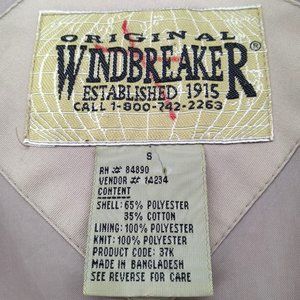 ORIGINAL
WINDBREAKER®
ESTABLISHED 1915
CALL 1-800-742-2263
S
RN # 84890
VENDOR # 14234
CONTENT
SHELL: 65% POLYESTER
35% COTTON
LINING: 100% POLYESTER
KNIT: 100% POLYESTER
PRODUCT CODE: 37K
MADE IN BANGLADESH
SEE REVERSE FOR CARE